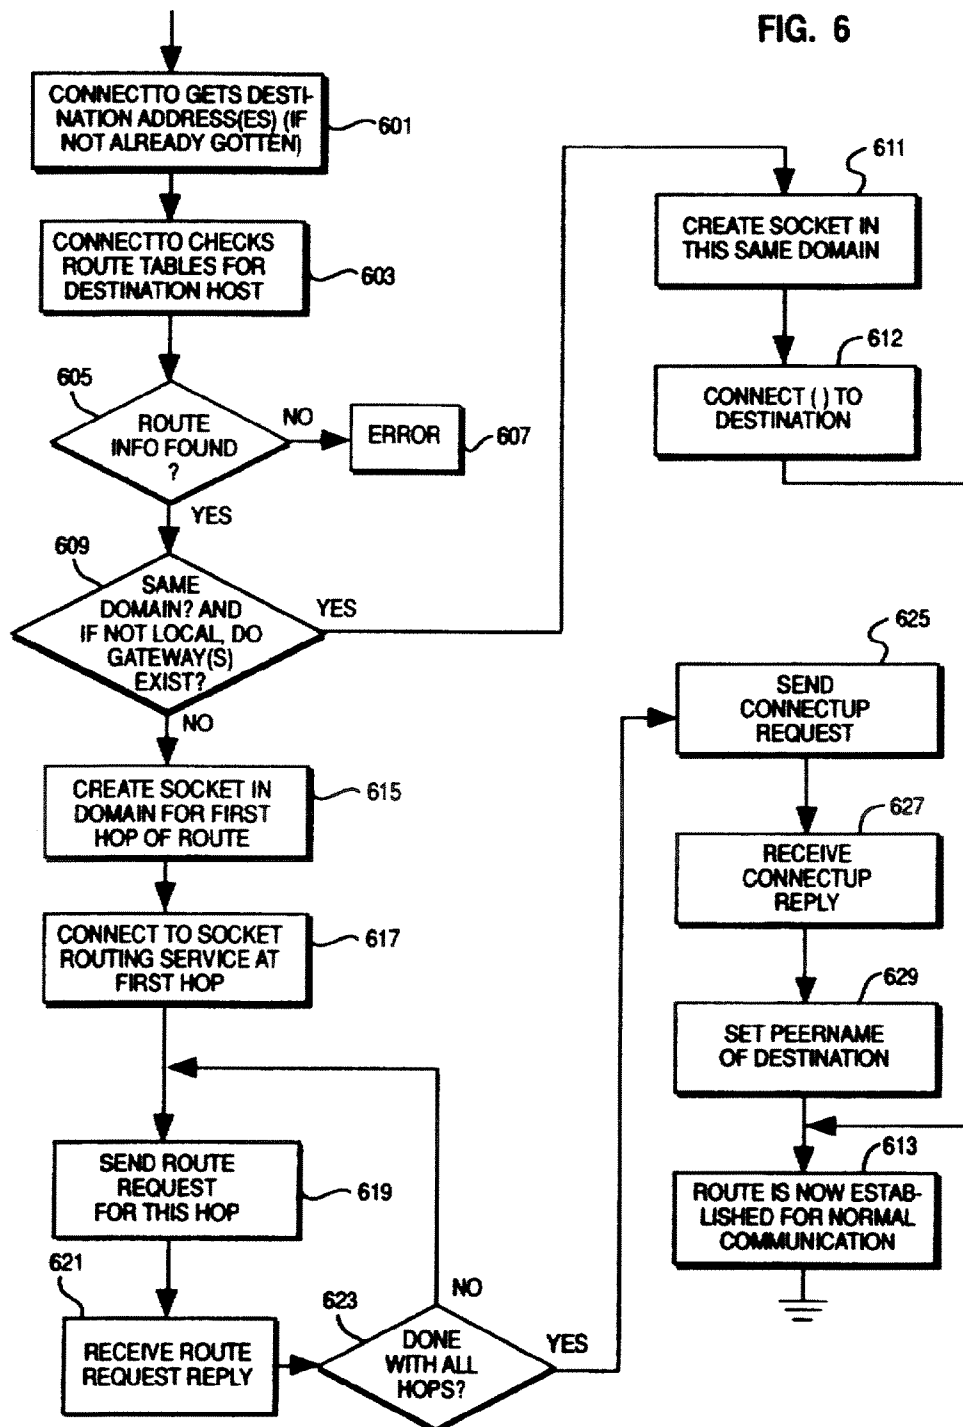 FIG. 6
CONNECTTO GETS DESTI-
NATION ADDRESS(ES) (IF
NOT ALREADY GOTTEN)
601
CONNECTTO CHECKS
ROUTE TABLES FOR
DESTINATION HOST
603
605
ROUTE
INFO FOUND
?
NO
ERROR
607
YES
609
SAME
DOMAIN? AND
IF NOT LOCAL, DO
GATEWAY(S)
EXIST?
YES
NO
611
CREATE SOCKET IN
THIS SAME DOMAIN
612
CONNECT ( ) TO
DESTINATION
CREATE SOCKET IN
DOMAIN FOR FIRST
HOP OF ROUTE
615
CONNECT TO SOCKET
ROUTING SERVICE AT
FIRST HOP
617
SEND ROUTE
REQUEST
FOR THIS HOP
619
621
RECEIVE ROUTE
REQUEST REPLY
623
DONE
WITH ALL
HOPS?
NO
YES
625
SEND
CONNECTUP
REQUEST
627
RECEIVE
CONNECTUP
REPLY
629
SET PEERNAME
OF DESTINATION
613
ROUTE IS NOW ESTAB-
LISHED FOR NORMAL
COMMUNICATION